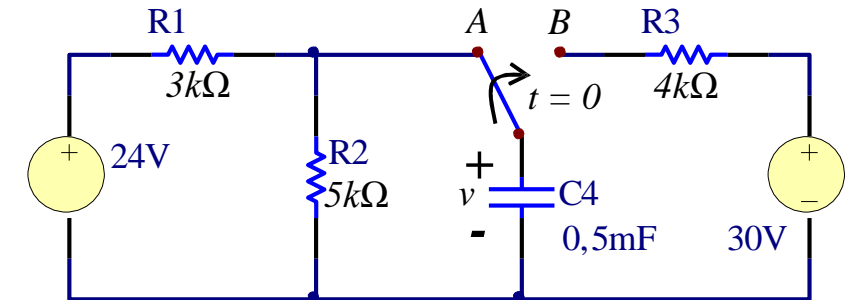 R1 A B R3
3kΩ 4kΩ
t = 0
+ 24V + R2 + v C4 +
5kΩ - 0,5mF 30V –